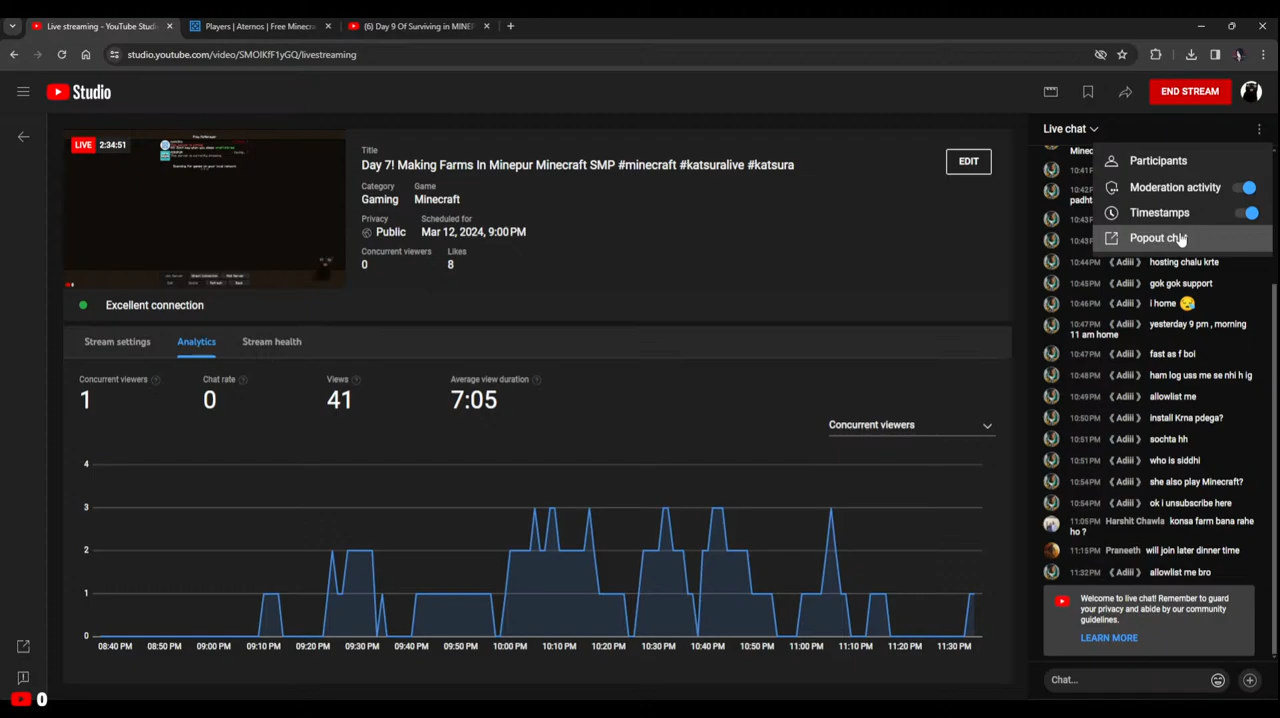 Live streaming - YouTube Studio
Players | Aternos | Free Minecr
(6) Day 9 Of Surviving in MINE
studio.youtube.com/video/SMOIKfF1yGQ/livestreaming
Studio
END STREAM
LIVE 2:34:51
Title
Day 7! Making Farms In Minepur Minecraft SMP #minecraft #katsuralive #katsura
EDIT
Category Game
Gaming Minecraft
Privacy Scheduled for
Public Mar 12, 2024, 9:00 PM
Concurrent viewers Likes
0 8
Excellent connection
Stream settings Analytics Stream health
Concurrent viewers Chat rate Views Average view duration
1 0 41 7:05
Concurrent viewers
4
3
2
1
0
08:40 PM 08:50 PM 09:00 PM 09:10 PM 09:20 PM 09:30 PM 09:40 PM 09:50 PM 10:00 PM 10:10 PM 10:20 PM 10:30 PM 10:40 PM 10:50 PM 11:00 PM 11:10 PM 11:20 PM 11:30 PM
0
Live chat
Participants
Moderation activity
Timestamps
Popout
10:44 PM 《 Adiii 》 hosting chalu krte
10:45 PM 《 Adiii 》 gok gok support
10:46 PM 《 Adiii 》 i home 😪
10:47 PM 《 Adiii 》 yesterday 9 pm , morning
11 am home
10:47 PM 《 Adiii 》 fast as f boi
10:48 PM 《 Adiii 》 ham log uss me se nhi h ig
10:49 PM 《 Adiii 》 allowlist me
10:50 PM 《 Adiii 》 install Krna pdega?
10:51 PM 《 Adiii 》 sochta hh
10:51 PM 《 Adiii 》 who is siddhi
10:54 PM 《 Adiii 》 she also play Minecraft?
10:54 PM 《 Adiii 》 ok i unsubscribe here
11:05 PM Harshit Chawla konsa farm bana rahe
ho ?
11:15 PM Praneeth will join later dinner time
11:32 PM 《 Adiii 》 allowlist me bro
Welcome to live chat! Remember to guard
your privacy and abide by our community
guidelines.
LEARN MORE
Chat...